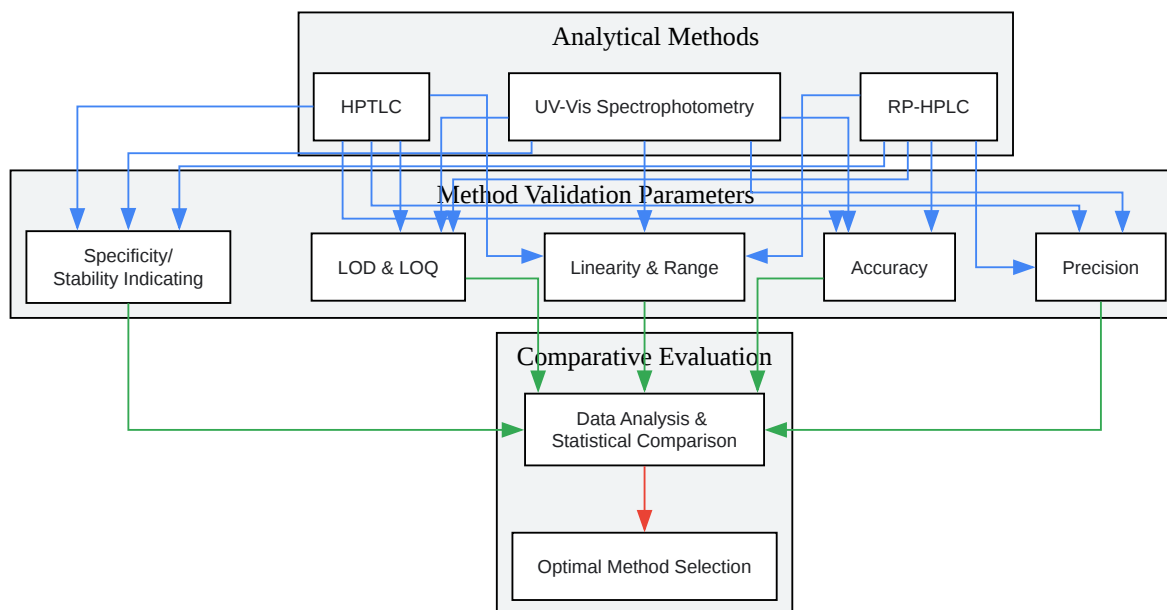 Analytical Methods
HPTLC
UV-Vis Spectrophotometry
RP-HPLC
Method Validation Parameters
Specificity/
Stability Indicating
LOD & LOQ
Linearity & Range
Accuracy
Precision
Comparative Evaluation
Data Analysis &
Statistical Comparison
Optimal Method Selection